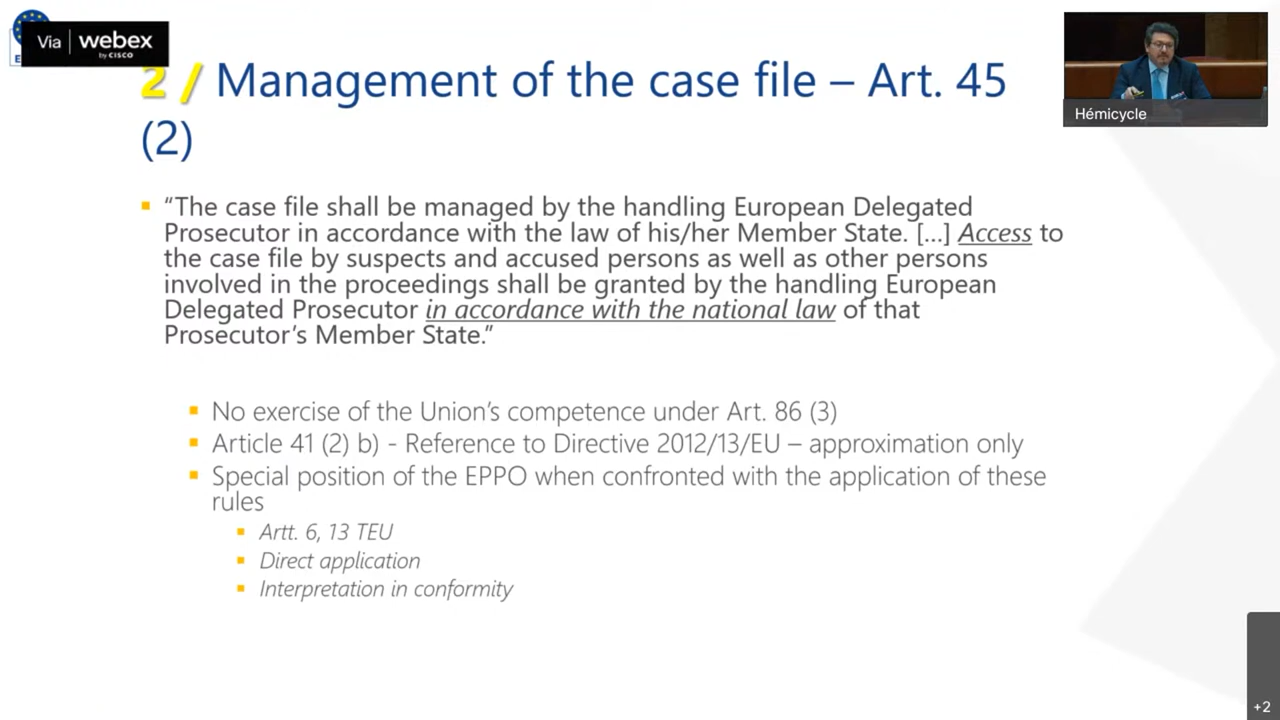 Via webex
by CISCO
Hémicycle
2 / Management of the case file – Art. 45
(2)
“The case file shall be managed by the handling European Delegated
Prosecutor in accordance with the law of his/her Member State. [...] Access to
the case file by suspects and accused persons as well as other persons
involved in the proceedings shall be granted by the handling European
Delegated Prosecutor in accordance with the national law of that
Prosecutor’s Member State.”
No exercise of the Union’s competence under Art. 86 (3)
Article 41 (2) b) - Reference to Directive 2012/13/EU – approximation only
Special position of the EPPO when confronted with the application of these
rules
Artt. 6, 13 TEU
Direct application
Interpretation in conformity
+2